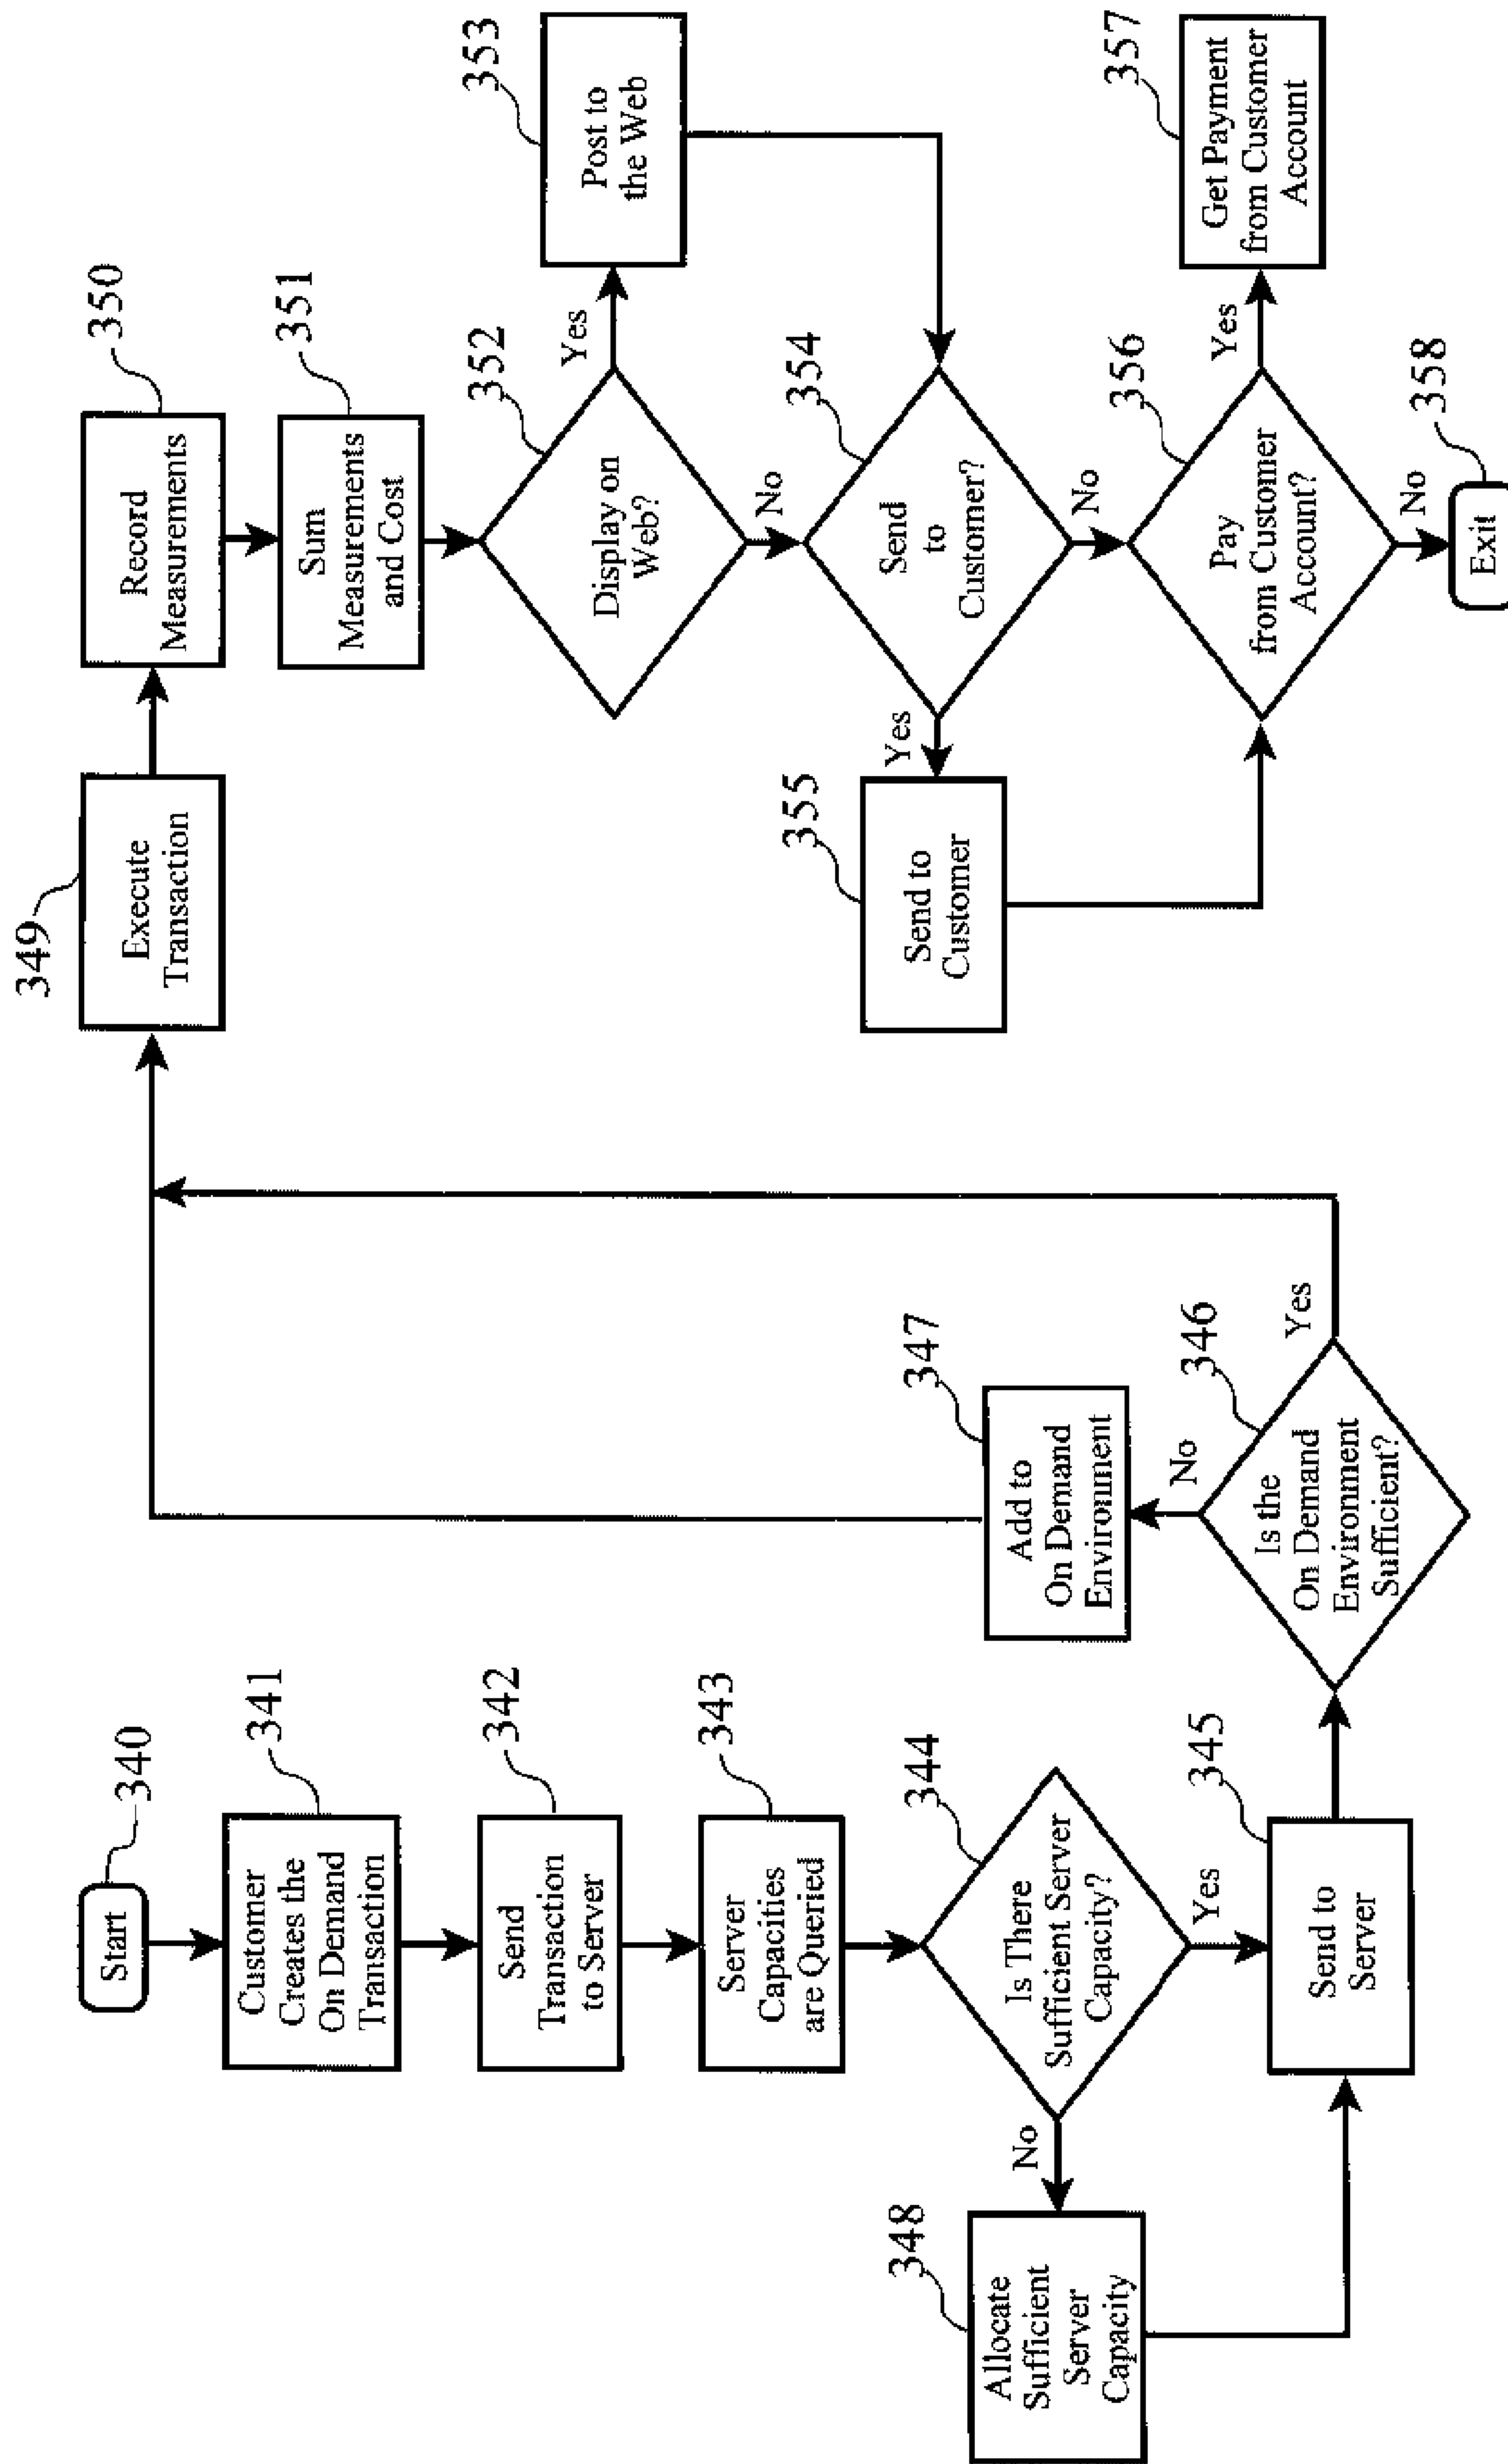 340
Start
341
Customer
Creates the
On Demand
Transaction
342
Send
Transaction
to Server
343
Server
Capacities
are Queried
344
Is There
Sufficient Server
Capacity?
No
Yes
348
Allocate
Sufficient
Server
Capacity
345
Send to
Server
346
Is the
On Demand
Environment
Sufficient?
No
Yes
347
Add to
On Demand
Environment
349
Execute
Transaction
350
Record
Measurements
351
Sum
Measurements
and Cost
352
Display on
Web?
Yes
No
353
Post to
the Web
354
Send
to
Customer?
Yes
No
355
Send to
Customer
356
Pay
from Customer
Account?
Yes
No
357
Get Payment
from Customer
Account
358
Exit